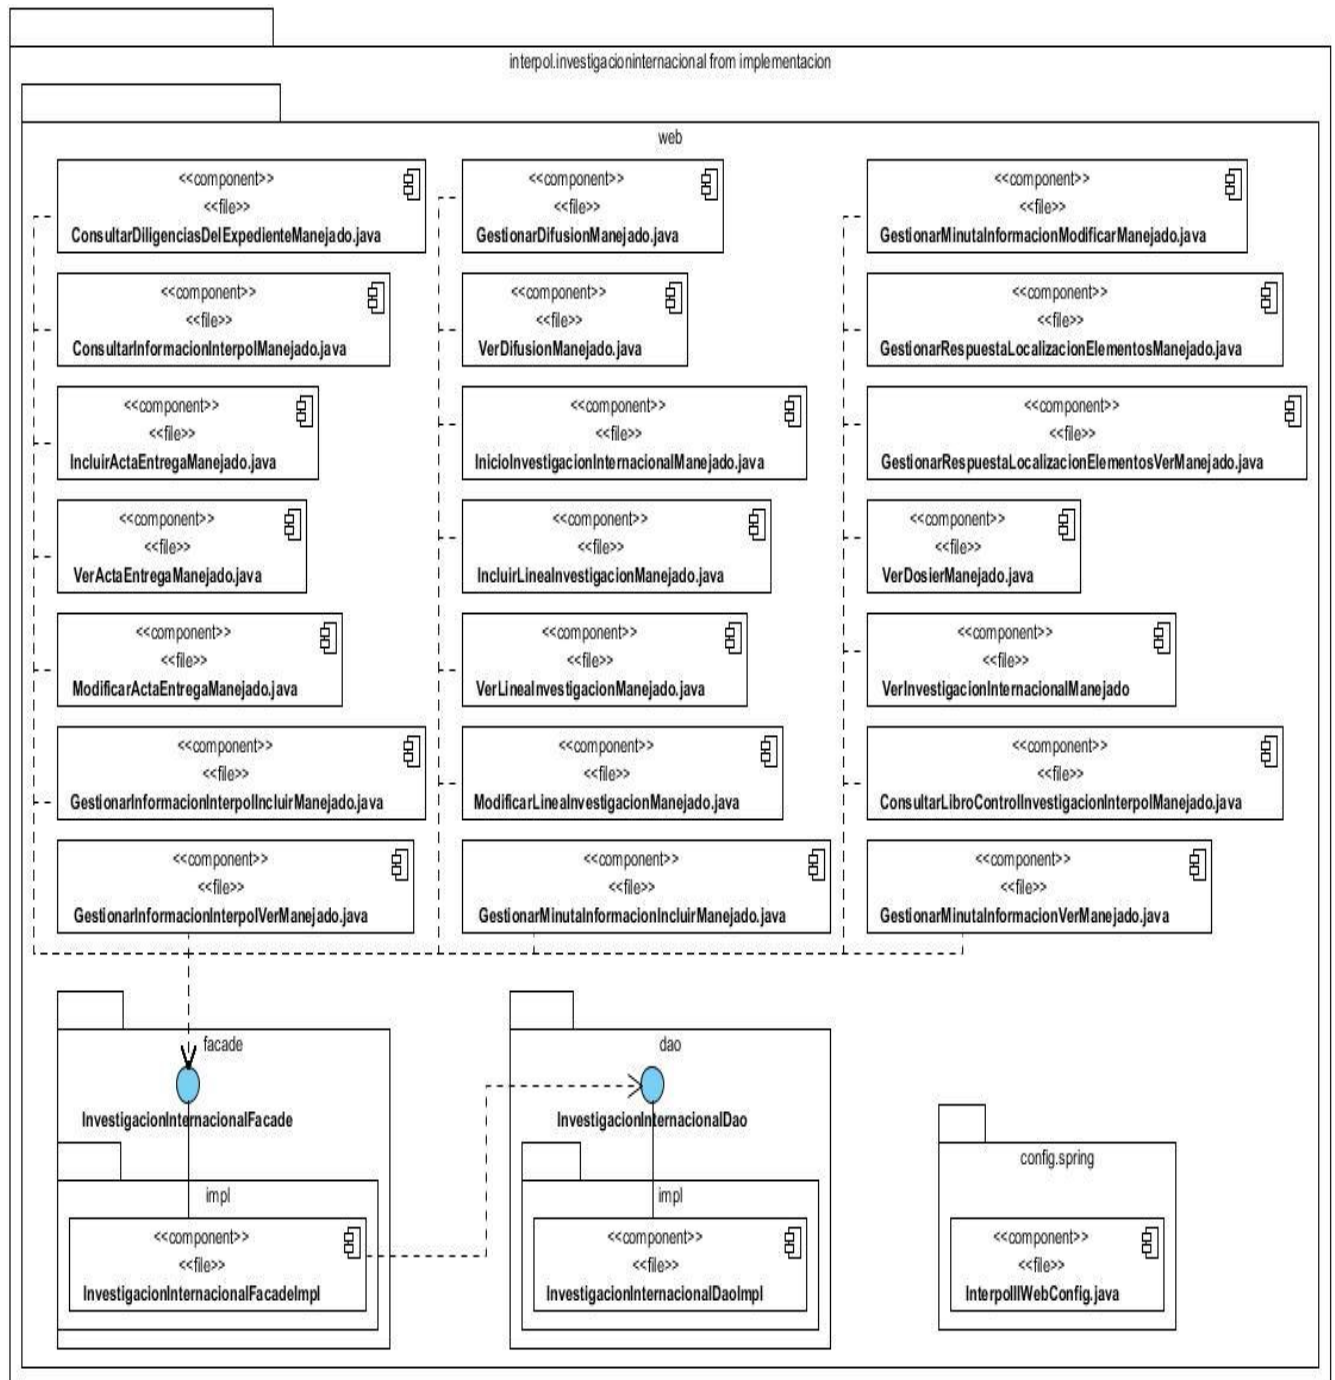 interpol.investigacioninternacional from implementacion
web
<<component>>
<<file>>
ConsultarDiligenciasDelExpedienteManejado.java
<<component>>
<<file>>
GestionarDifusionManejado.java
<<component>>
<<file>>
GestionarMinutaInformacionModificarManejado.java
<<component>>
<<file>>
ConsultarInformacionInterpolManejado.java
<<component>>
<<file>>
VerDifusionManejado.java
<<component>>
<<file>>
GestionarRespuestaLocalizacionElementosManejado.java
<<component>>
<<file>>
IncluirActaEntregaManejado.java
<<component>>
<<file>>
InicioInvestigacionInternacionalManejado.java
<<component>>
<<file>>
GestionarRespuestaLocalizacionElementosVerManejado.java
<<component>>
<<file>>
VerActaEntregaManejado.java
<<component>>
<<file>>
IncluirLineaInvestigacionManejado.java
<<component>>
<<file>>
VerDosierManejado.java
<<component>>
<<file>>
ModificarActaEntregaManejado.java
<<component>>
<<file>>
VerLineaInvestigacionManejado.java
<<component>>
<<file>>
VerInvestigacionInternacionalManejado
<<component>>
<<file>>
GestionarInformacionInterpolIncluirManejado.java
<<component>>
<<file>>
ModificarLineaInvestigacionManejado.java
<<component>>
<<file>>
ConsultarLibroControlInvestigacionInterpolManejado.java
<<component>>
<<file>>
GestionarInformacionInterpolVerManejado.java
<<component>>
<<file>>
GestionarMinutaInformacionIncluirManejado.java
<<component>>
<<file>>
GestionarMinutaInformacionVerManejado.java
facade
InvestigacionInternacionalFacade
impl
<<component>>
<<file>>
InvestigacionInternacionalFacadeImpl
dao
InvestigacionInternacionalDao
impl
<<component>>
<<file>>
InvestigacionInternacionalDaoImpl
config.spring
<<component>>
<<file>>
InterpolIIWebConfig.java